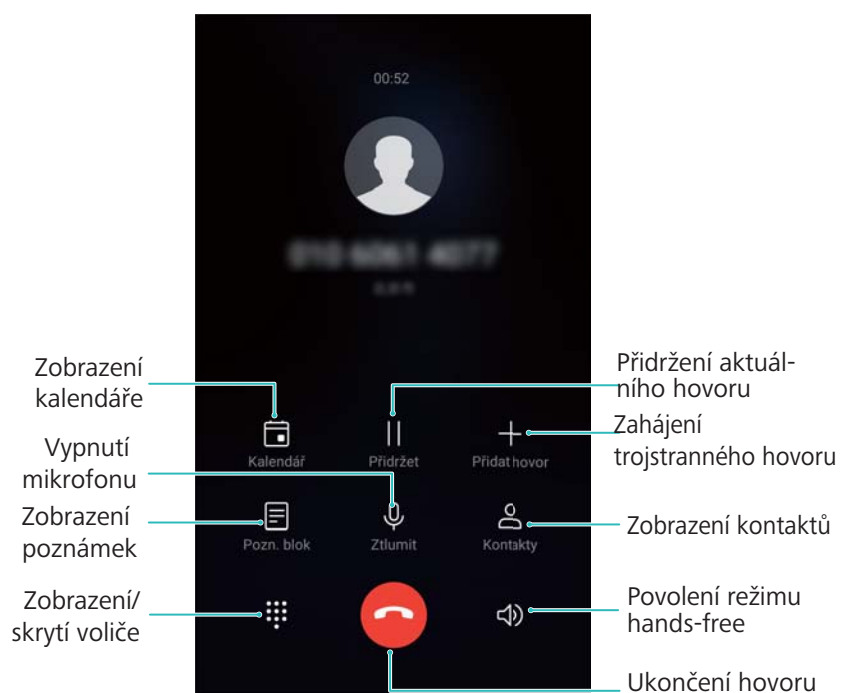 00:52
Zobrazení
kalendáře
Přidržení aktuál-
ního hovoru
Zahájení
trojstranného hovoru
Kalendář
Přidržet
Přidat hovor
Vypnutí
mikrofonu
Zobrazení
poznámek
Zobrazení kontaktů
Pozn. blok
Ztlumit
Kontakty
Zobrazení/
skrytí voliče
Povolení režimu
hands-free
Ukončení hovoru